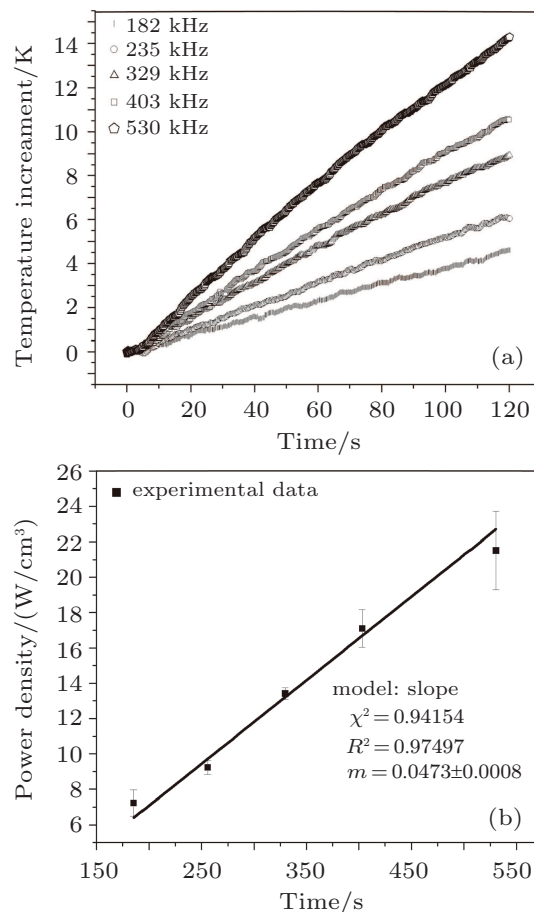 14
12
10
8
6
4
2
0
Temperature increament/K
182 kHz
235 kHz
329 kHz
403 kHz
530 kHz
(a)
0 20 40 60 80 100 120
Time/s
26
24
22
20
18
16
14
12
10
8
6
Power density/(W/cm³)
experimental data
model: slope
χ² = 0.94154
R² = 0.97497
m = 0.0473±0.0008
(b)
150 250 350 450 550
Time/s